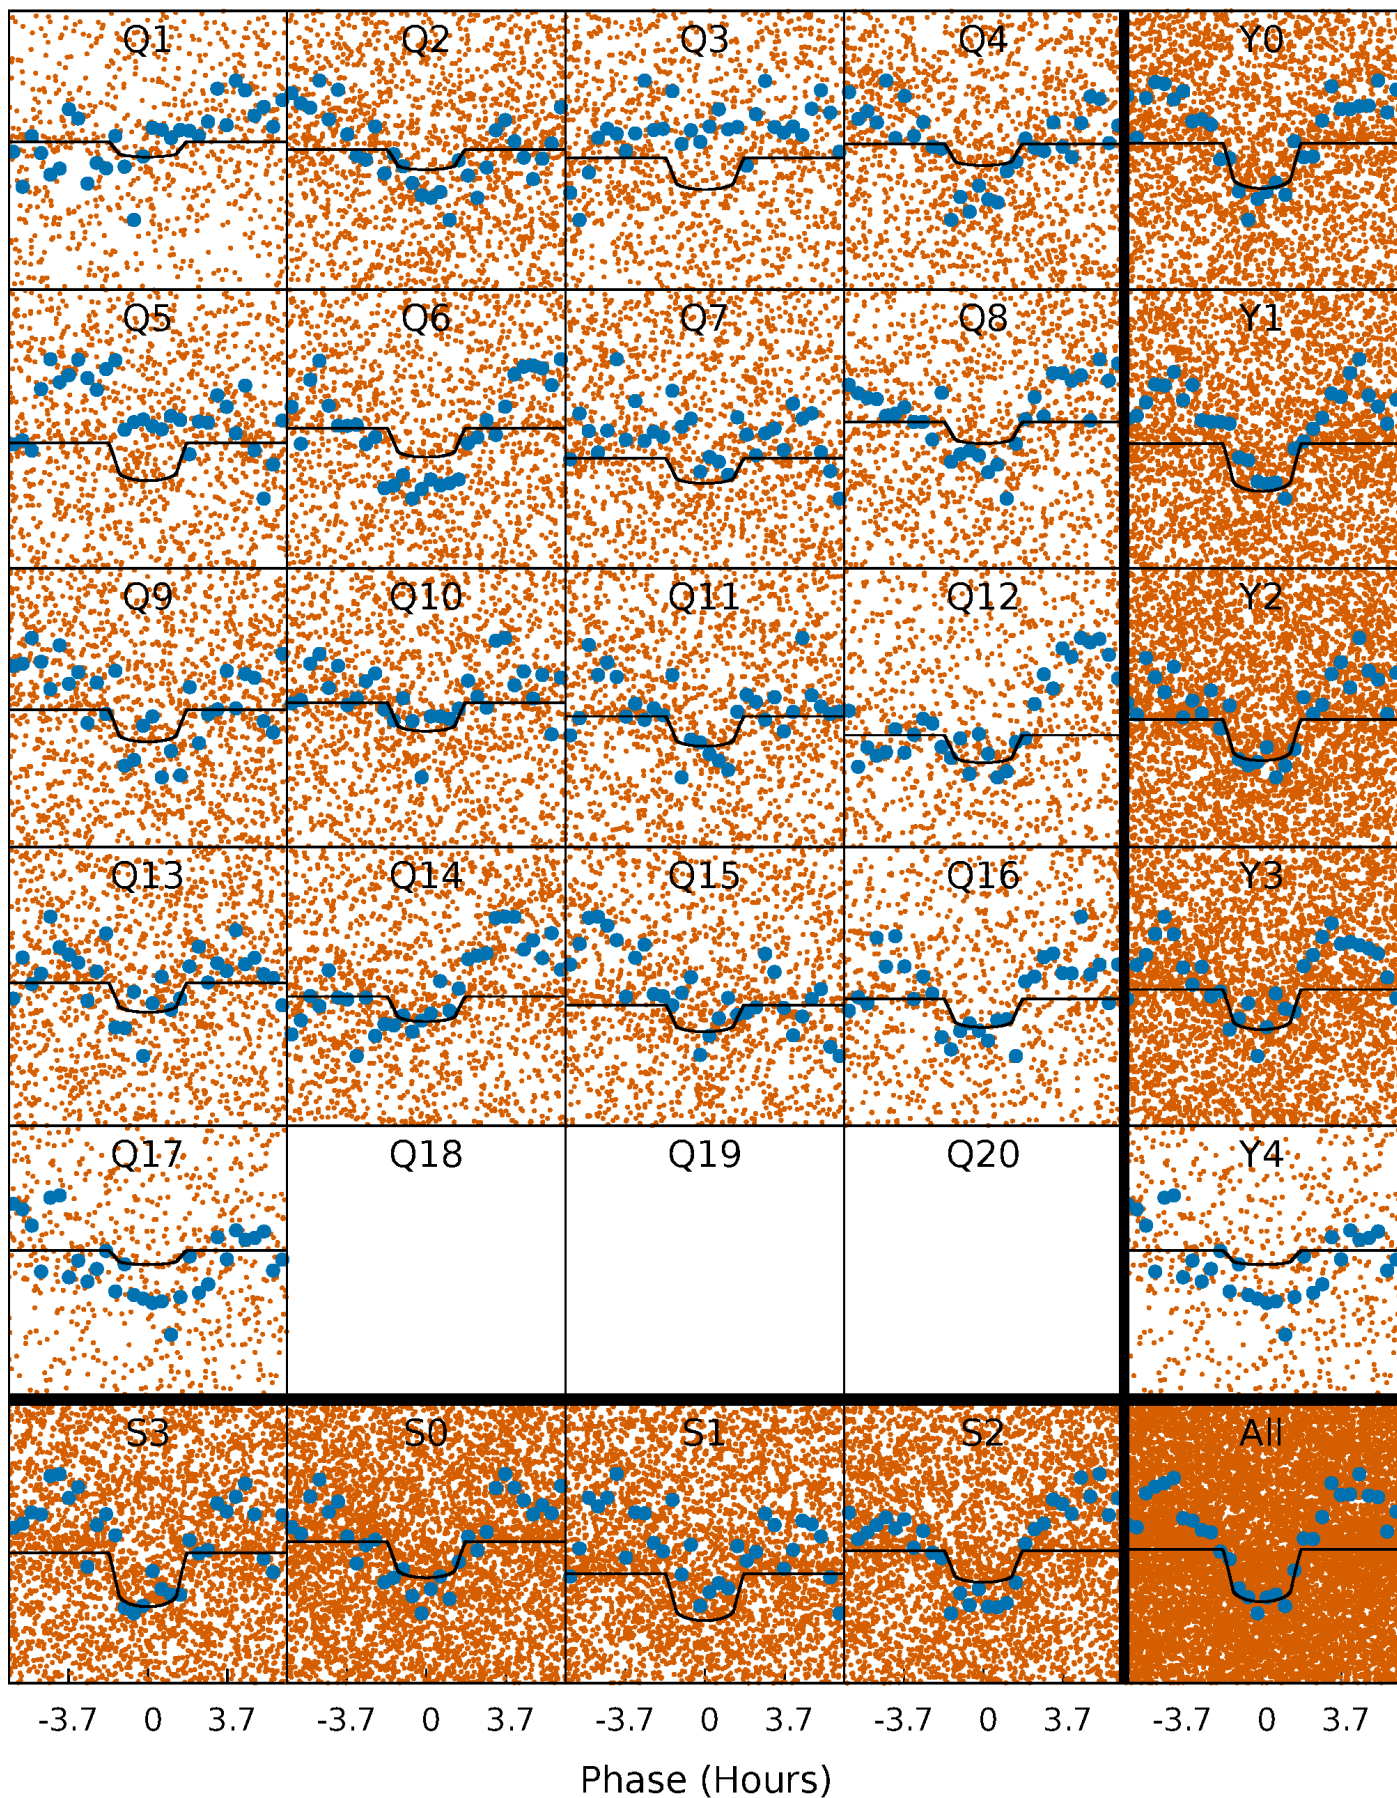 Q1 Q2 Q3 Q4 Y0
Q5 Q6 Q7 Q8 Y1
Q9 Q10 Q11 Q12 Y2
Q13 Q14 Q15 Q16 Y3
Q17 Q18 Q19 Q20 Y4
S3 S0 S1 S2 All
-3.7 0 3.7 -3.7 0 3.7 -3.7 0 3.7 -3.7 0 3.7 -3.7 0 3.7
Phase (Hours)